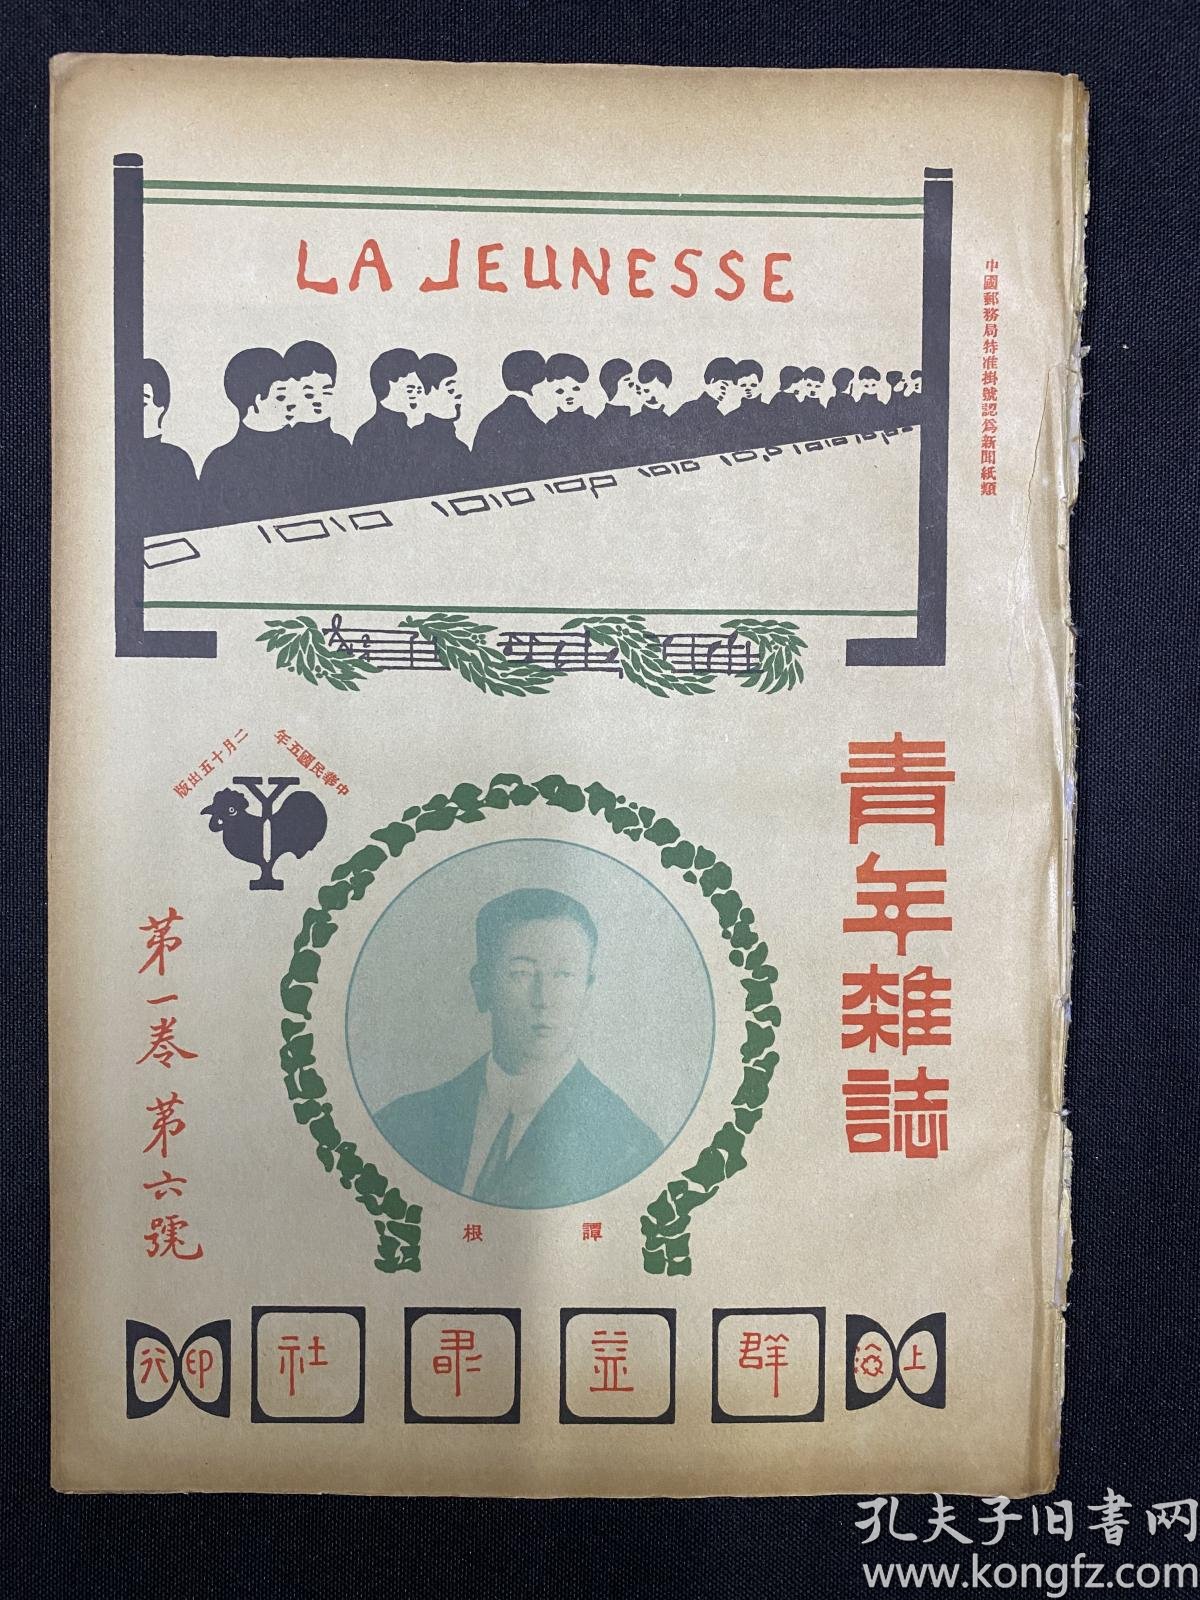 LA JEUNESSE
中國郵務局特准掛號認爲新聞紙類
青年雜誌
中華民國五年
二月十五出版
Y
第一卷第六號
譚根
上海
群益書社
印行
孔夫子旧书网
www.kongfz.com